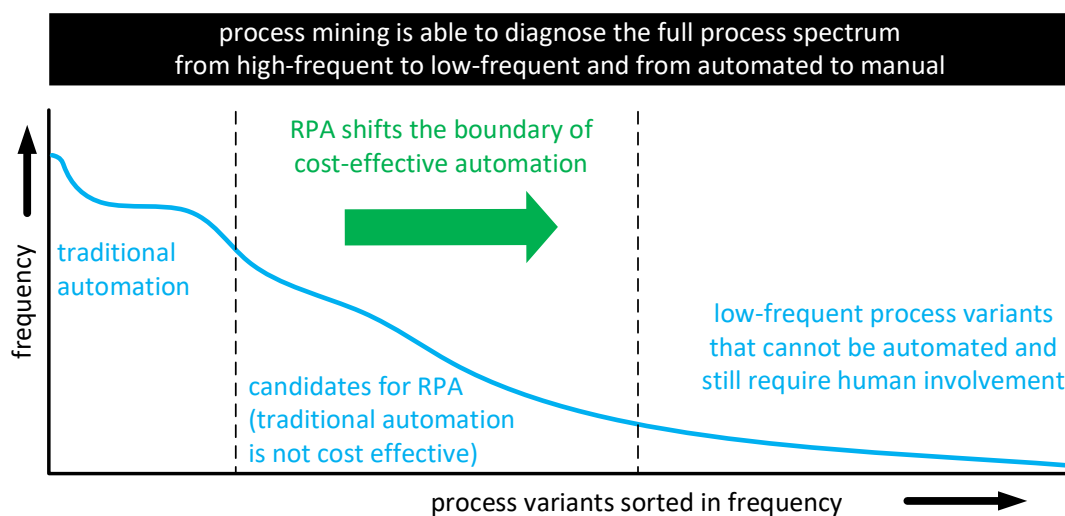 process mining is able to diagnose the full process spectrum
from high-frequent to low-frequent and from automated to manual
RPA shifts the boundary of
cost-effective automation
frequency
traditional
automation
candidates for RPA
(traditional automation
is not cost effective)
low-frequent process variants
that cannot be automated and
still require human involvement
process variants sorted in frequency